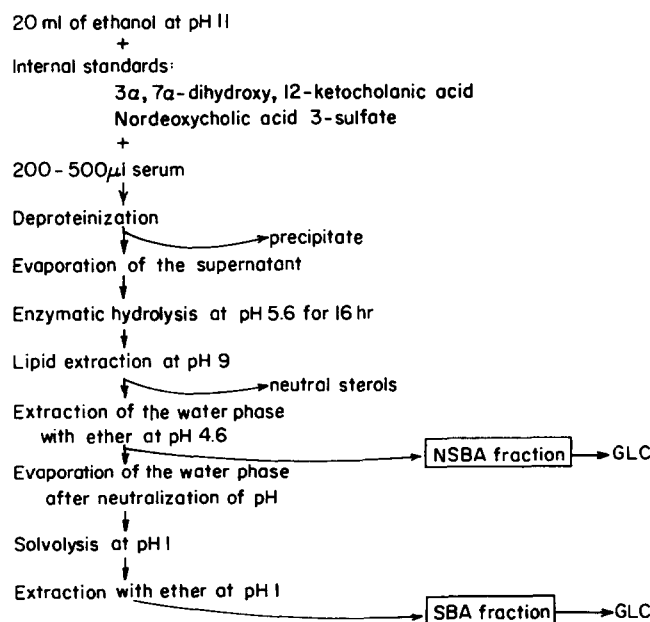 20 ml of ethanol at pH 11
+
Internal standards:
3α, 7α-dihydroxy, 12-ketocholanic acid
Nordeoxycholic acid 3-sulfate
+
200-500μi serum
Deproteinization
precipitate
Evaporation of the supernatant
Enzymatic hydrolysis at pH 5.6 for 16 hr
Lipid extraction at pH 9
neutral sterols
Extraction of the water phase
with ether at pH 4.6
NSBA fraction GLC
Evaporation of the water phase
after neutralization of pH
Solvolysis at pH 1
Extraction with ether at pH 1
SBA fraction GLC